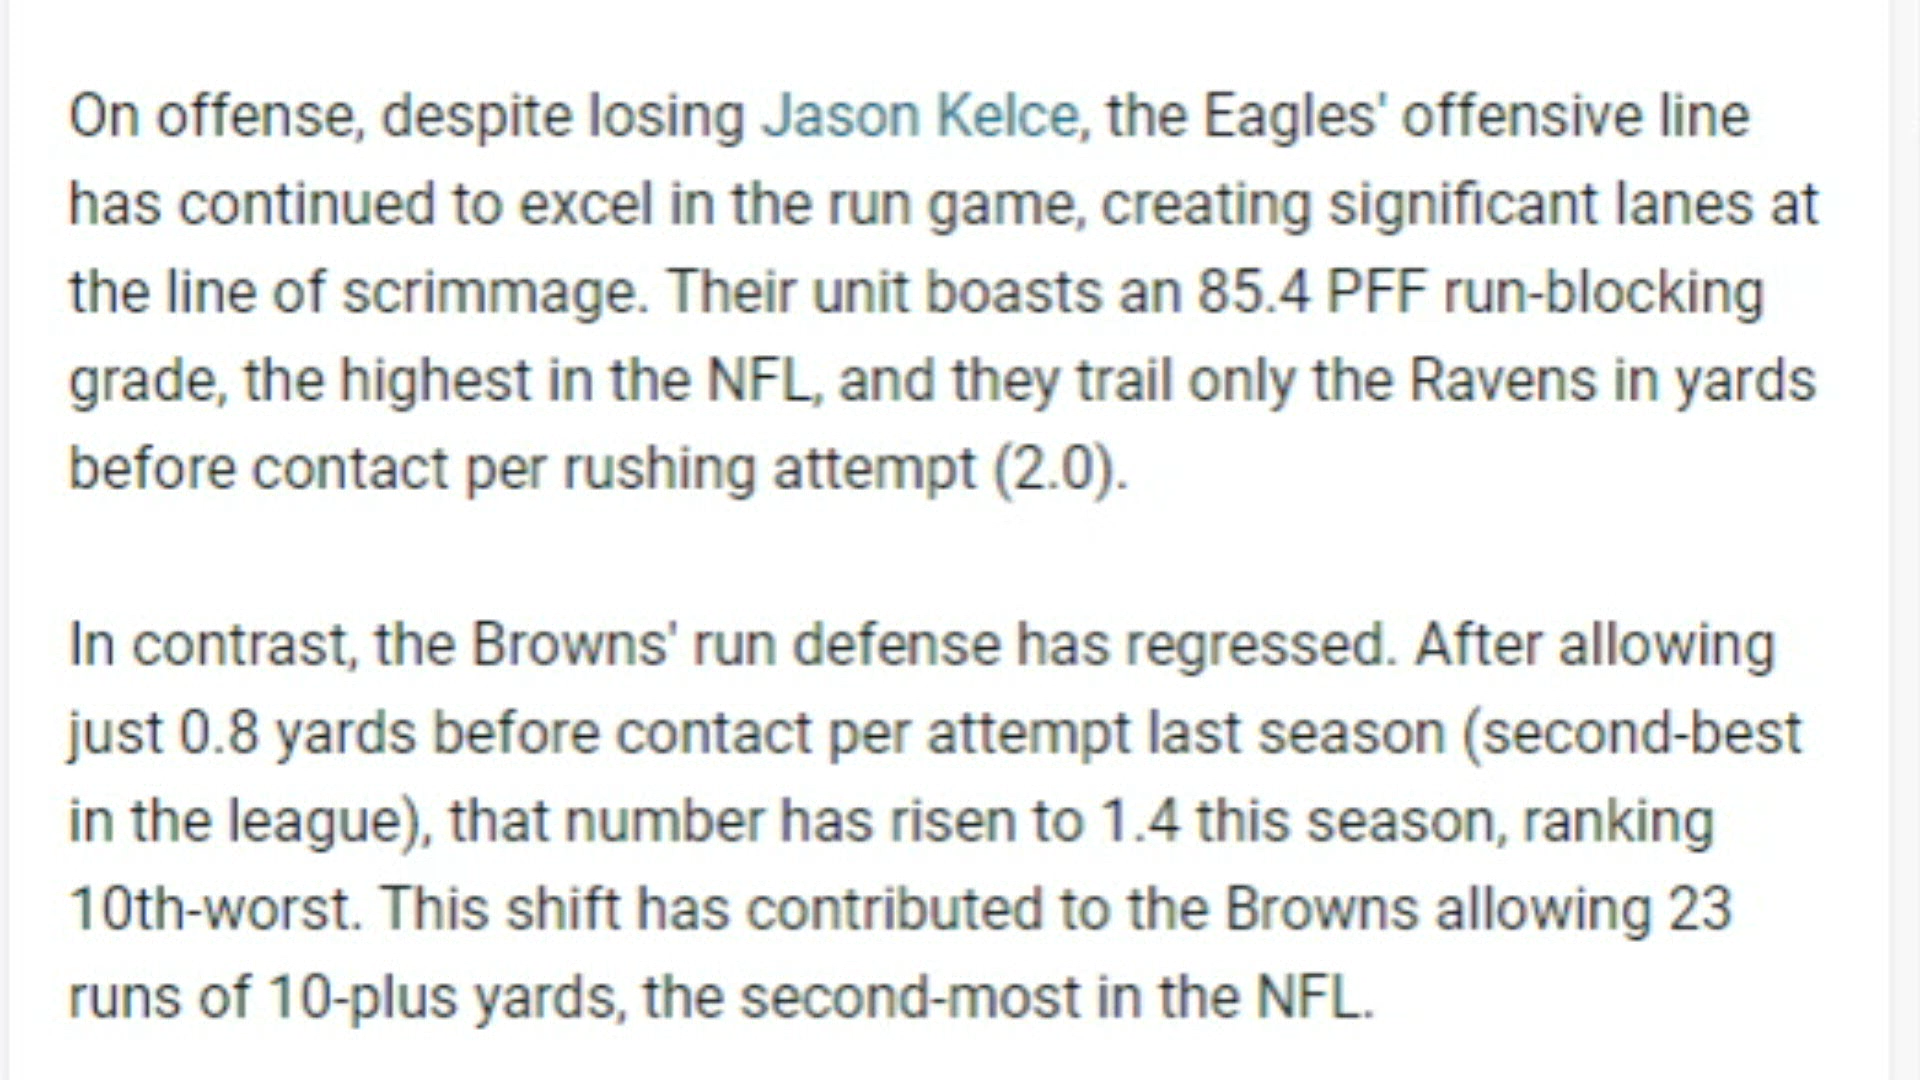 On offense, despite losing Jason Kelce, the Eagles' offensive line
has continued to excel in the run game, creating significant lanes at
the line of scrimmage. Their unit boasts an 85.4 PFF run-blocking
grade, the highest in the NFL, and they trail only the Ravens in yards
before contact per rushing attempt (2.0).
In contrast, the Browns' run defense has regressed. After allowing
just 0.8 yards before contact per attempt last season (second-best
in the league), that number has risen to 1.4 this season, ranking
10th-worst. This shift has contributed to the Browns allowing 23
runs of 10-plus yards, the second-most in the NFL.